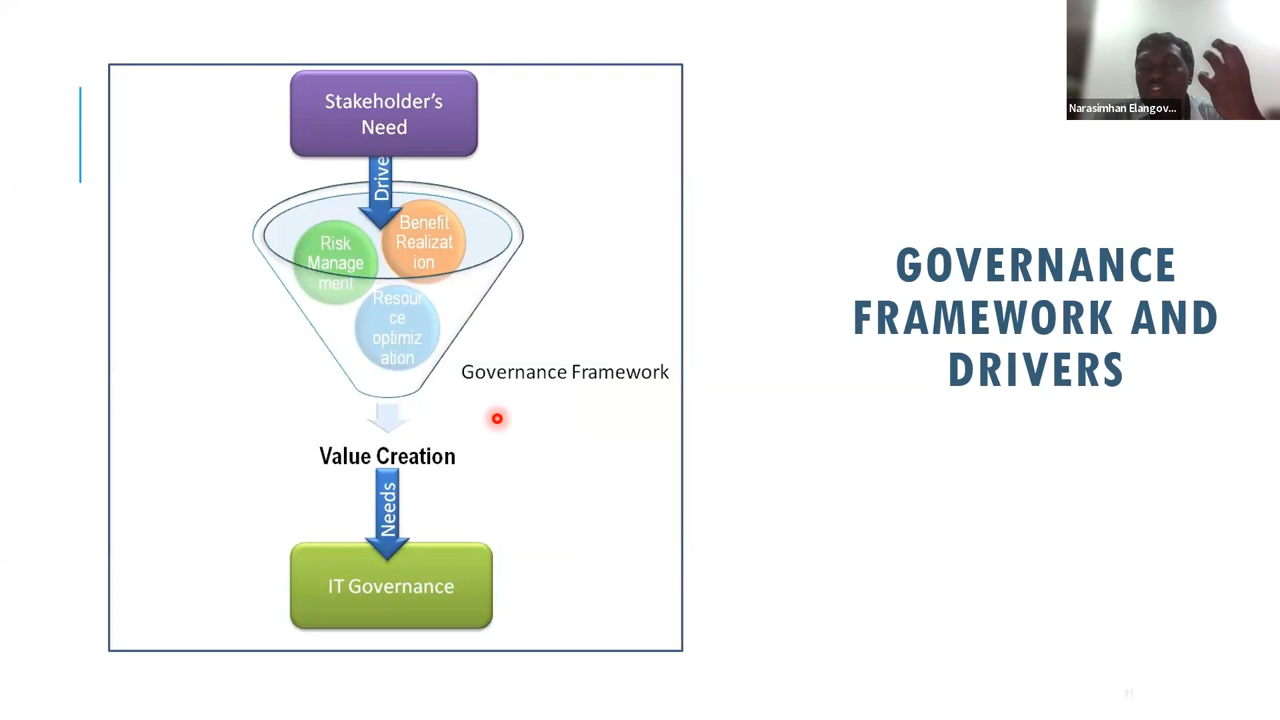 Stakeholder's
Need
Drive
Benefit
Realizat
ion
Risk
Manage
ment
Resour
ce
optimiz
ation
Governance Framework
Value Creation
Needs
IT Governance
GOVERNANCE
FRAMEWORK AND
DRIVERS
Narasimhan Elangov...